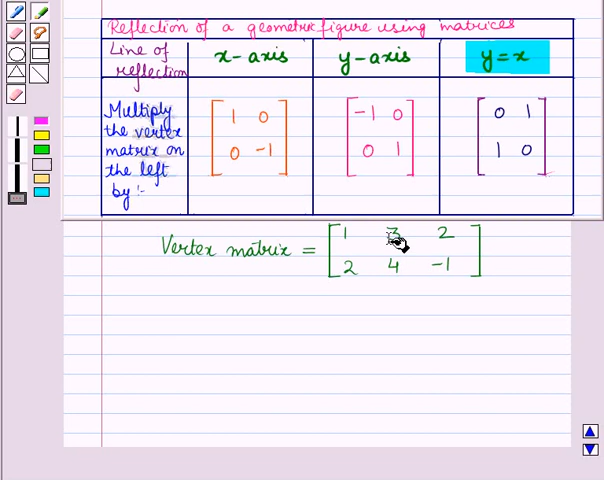 Reflection of a geometric figure using matrices
Line of reflection x-axis y-axis y=x
Multiply the vertex matrix on the left by:-
[1 0 [-1 0 [0 1
0 -1] 0 1] 1 0]
Vertex matrix = [1 3 2
2 4 -1]